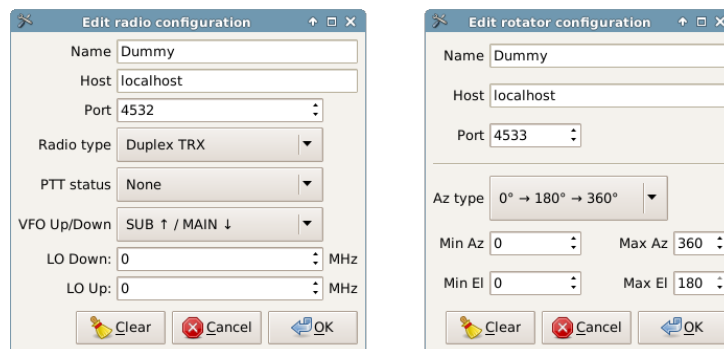 Edit radio configuration
Name Dummy
Host localhost
Port 4532
Radio type Duplex TRX
PTT status None
VFO Up/Down SUB ↑ / MAIN ↓
LO Down: 0 MHz
LO Up: 0 MHz
Clear Cancel OK
Edit rotator configuration
Name Dummy
Host localhost
Port 4533
Az type 0° → 180° → 360°
Min Az 0 Max Az 360
Min El 0 Max El 180
Clear Cancel OK